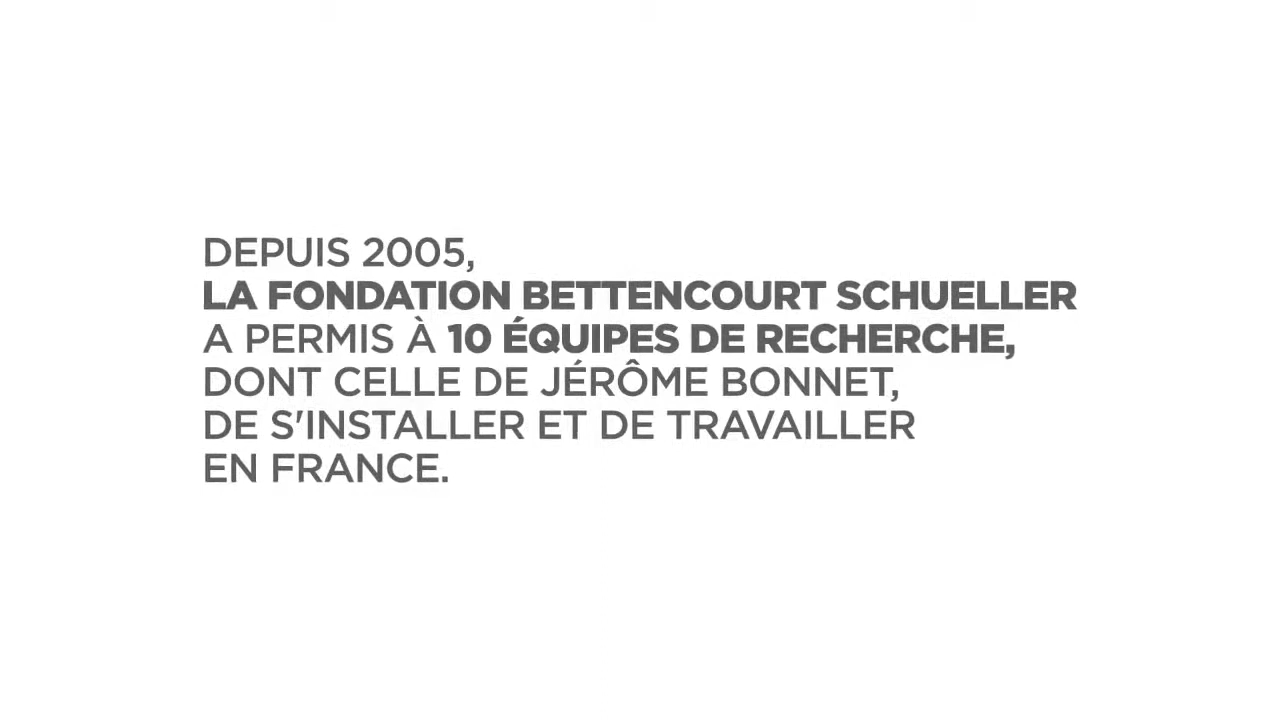 DEPUIS 2005,
LA FONDATION BETTENCOURT SCHUELLER
A PERMIS À 10 ÉQUIPES DE RECHERCHE,
DONT CELLE DE JÉRÔME BONNET,
DE S'INSTALLER ET DE TRAVAILLER
EN FRANCE.